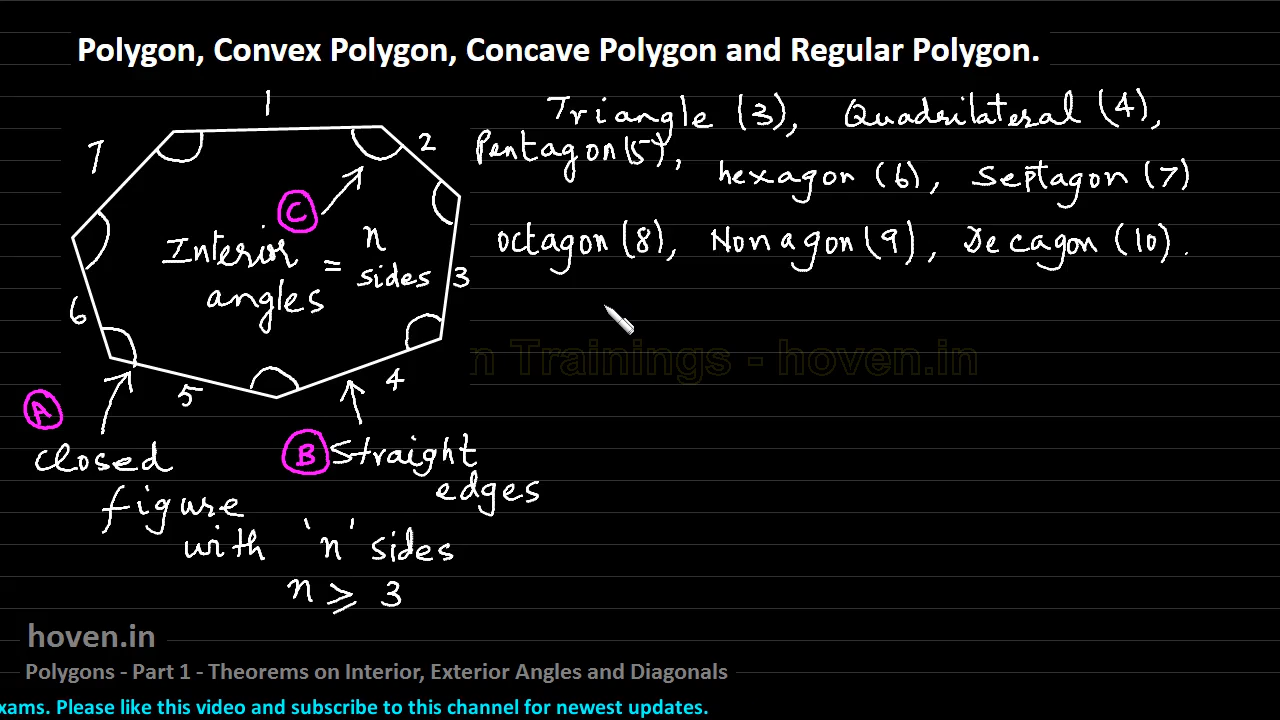 Polygon, Convex Polygon, Concave Polygon and Regular Polygon.
1
2
3
4
5
6
7
C
Interior angles = n sides
A
closed
figure
with 'n' sides
n ⩾ 3
B Straight
edges
Triangle (3), Quadrilateral (4),
Pentagon (5),
hexagon (6), Septagon (7)
octagon (8), Nonagon (9), Decagon (10).
n Trainings - hoven.in
hoven.in
Polygons - Part 1 - Theorems on Interior, Exterior Angles and Diagonals
xams. Please like this video and subscribe to this channel for newest updates.